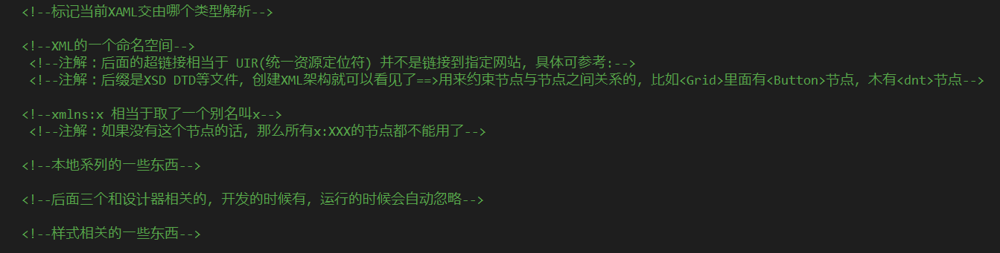 <!--标记当前XAML交由哪个类型解析-->
<!--XML的一个命名空间-->
<!--注解：后面的超链接相当于 UIR(统一资源定位符) 并不是链接到指定网站，具体可参考:-->
<!--注解：后缀是XSD DTD等文件，创建XML架构就可以看见了==>用来约束节点与节点之间关系的，比如<Grid>里面有<Button>节点，木有<dnt>节点-->
<!--xmlns:x 相当于取了一个别名叫x-->
<!--注解：如果没有这个节点的话，那么所有x:XXX的节点都不能用了-->
<!--本地系列的一些东西-->
<!--后面三个和设计器相关的，开发的时候有，运行的时候会自动忽略-->
<!--样式相关的一些东西-->